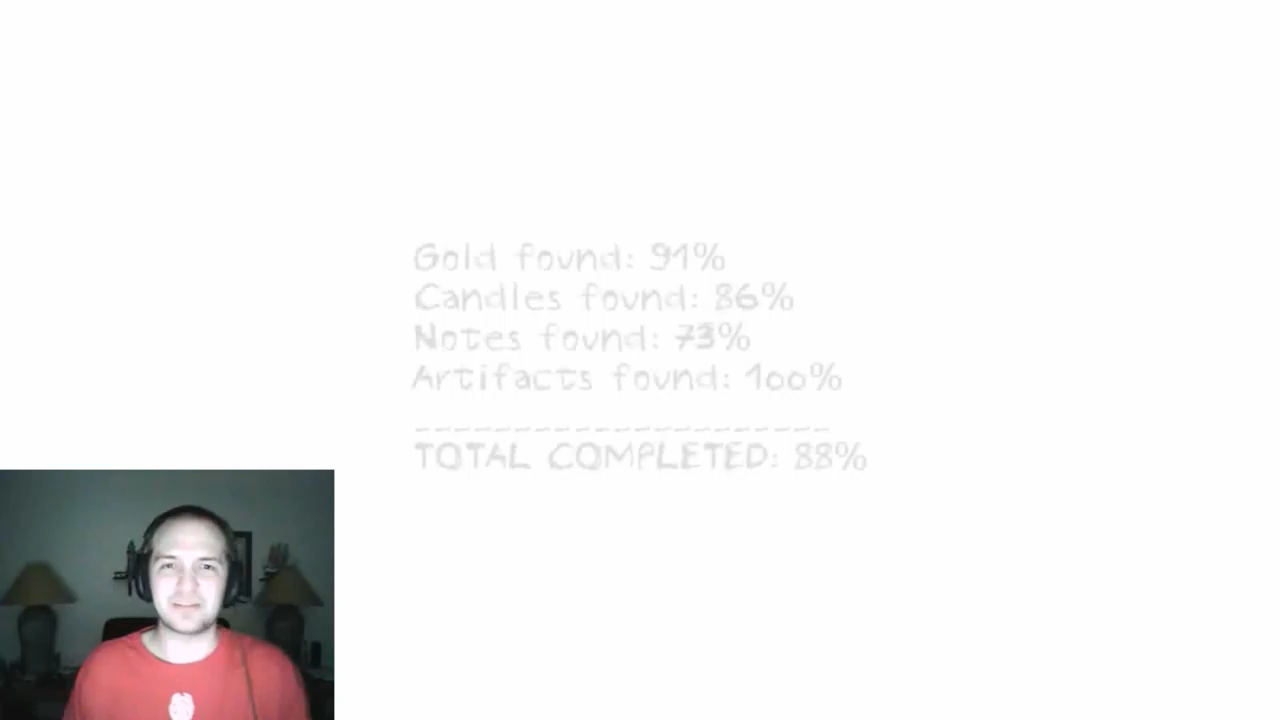 Gold found: 91%
Candles found: 86%
Notes found: 73%
Artifacts found: 100%
_ _ _ _ _ _ _ _ _ _ _ _ _ _ _ _ _ _ _ _ _
TOTAL COMPLETED: 88%